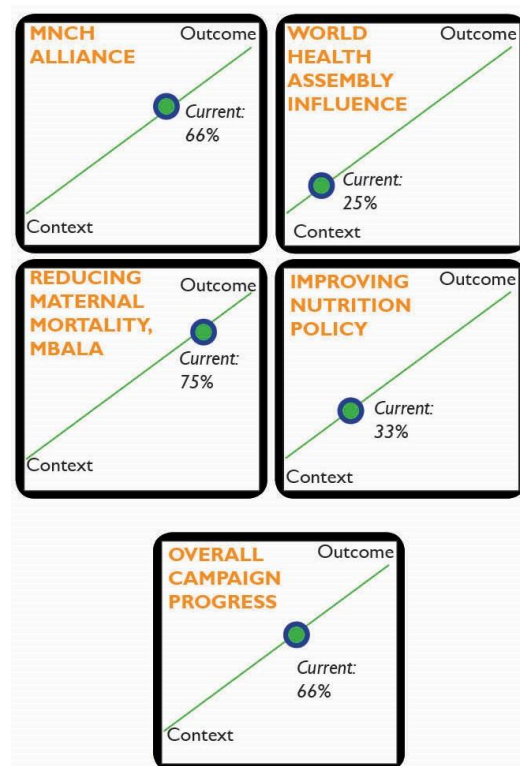 MNCH
ALLIANCE
Outcome
Current:
66%
Context
WORLD
HEALTH
ASSEMBLY
INFLUENCE
Outcome
Current:
25%
Context
REDUCING
MATERNAL
MORTALITY,
MBALA
Outcome
Current:
75%
Context
IMPROVING
NUTRITION
POLICY
Outcome
Current:
33%
Context
OVERALL
CAMPAIGN
PROGRESS
Outcome
Current:
66%
Context